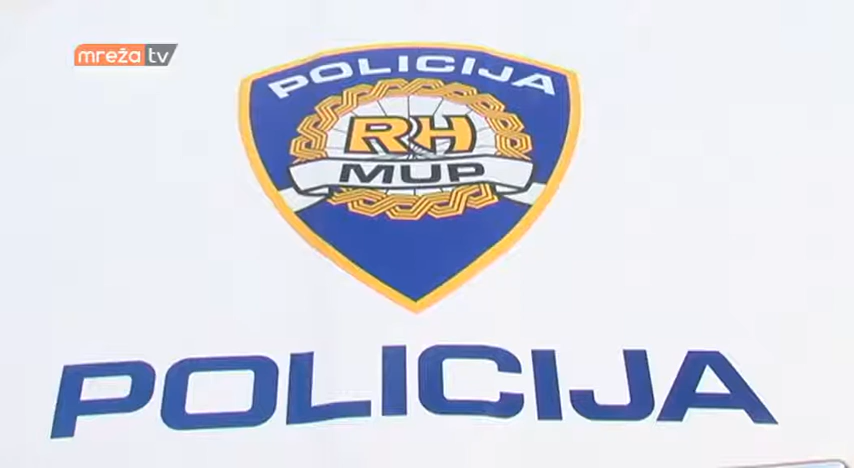 mreža tv
POLICIJA
RH
MUP
POLICIJA